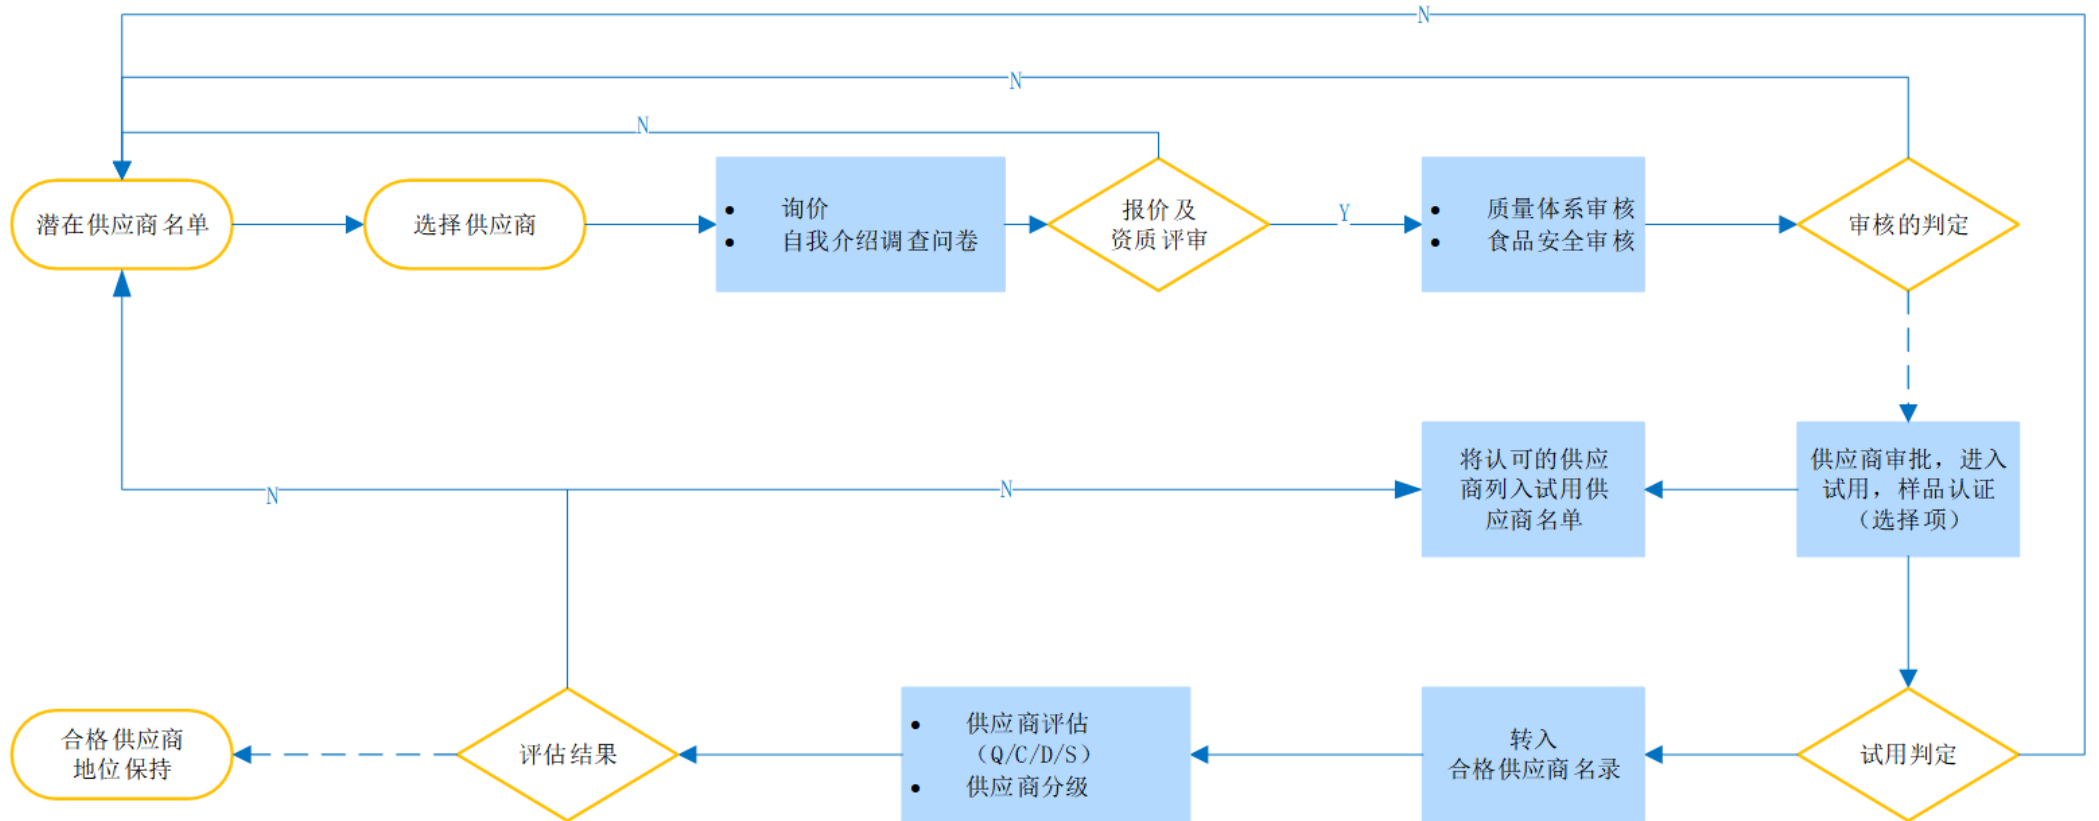 N
N
N
潜在供应商名单
选择供应商
• 询价
• 自我介绍调查问卷
报价及
资质评审
Y
• 质量体系审核
• 食品安全审核
审核的判定
将认可的供应
商列入试用供
应商名单
供应商审批，进入
试用，样品认证
（选择项）
N
N
合格供应商
地位保持
评估结果
• 供应商评估
（Q/C/D/S）
• 供应商分级
转入
合格供应商名录
试用判定